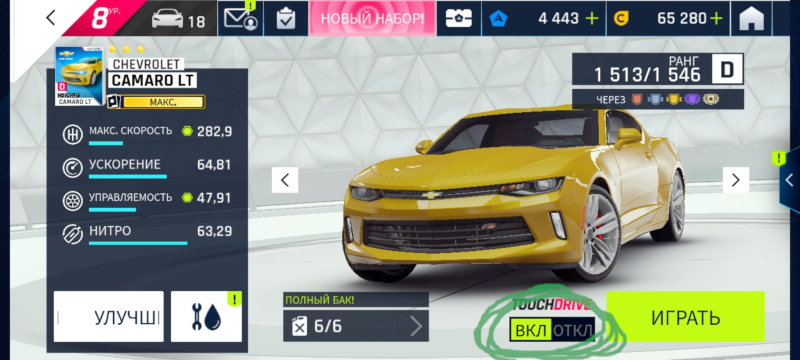 8 УР.
18
НОВЫЙ НАБОР!
4 443 +
65 280 +
CHEVROLET
CAMARO LT
МАКС.
D
CAMARO LT
РАНГ
1 513/1 546 D
ЧЕРЕЗ
МАКС. СКОРОСТЬ 282,9
УСКОРЕНИЕ 64,81
УПРАВЛЯЕМОСТЬ 47,91
НИТРО 63,29
УЛУЧШ
!
ПОЛНЫЙ БАК!
6/6
TOUCHDRIVE
ВКЛ ОТКЛ
ИГРАТЬ